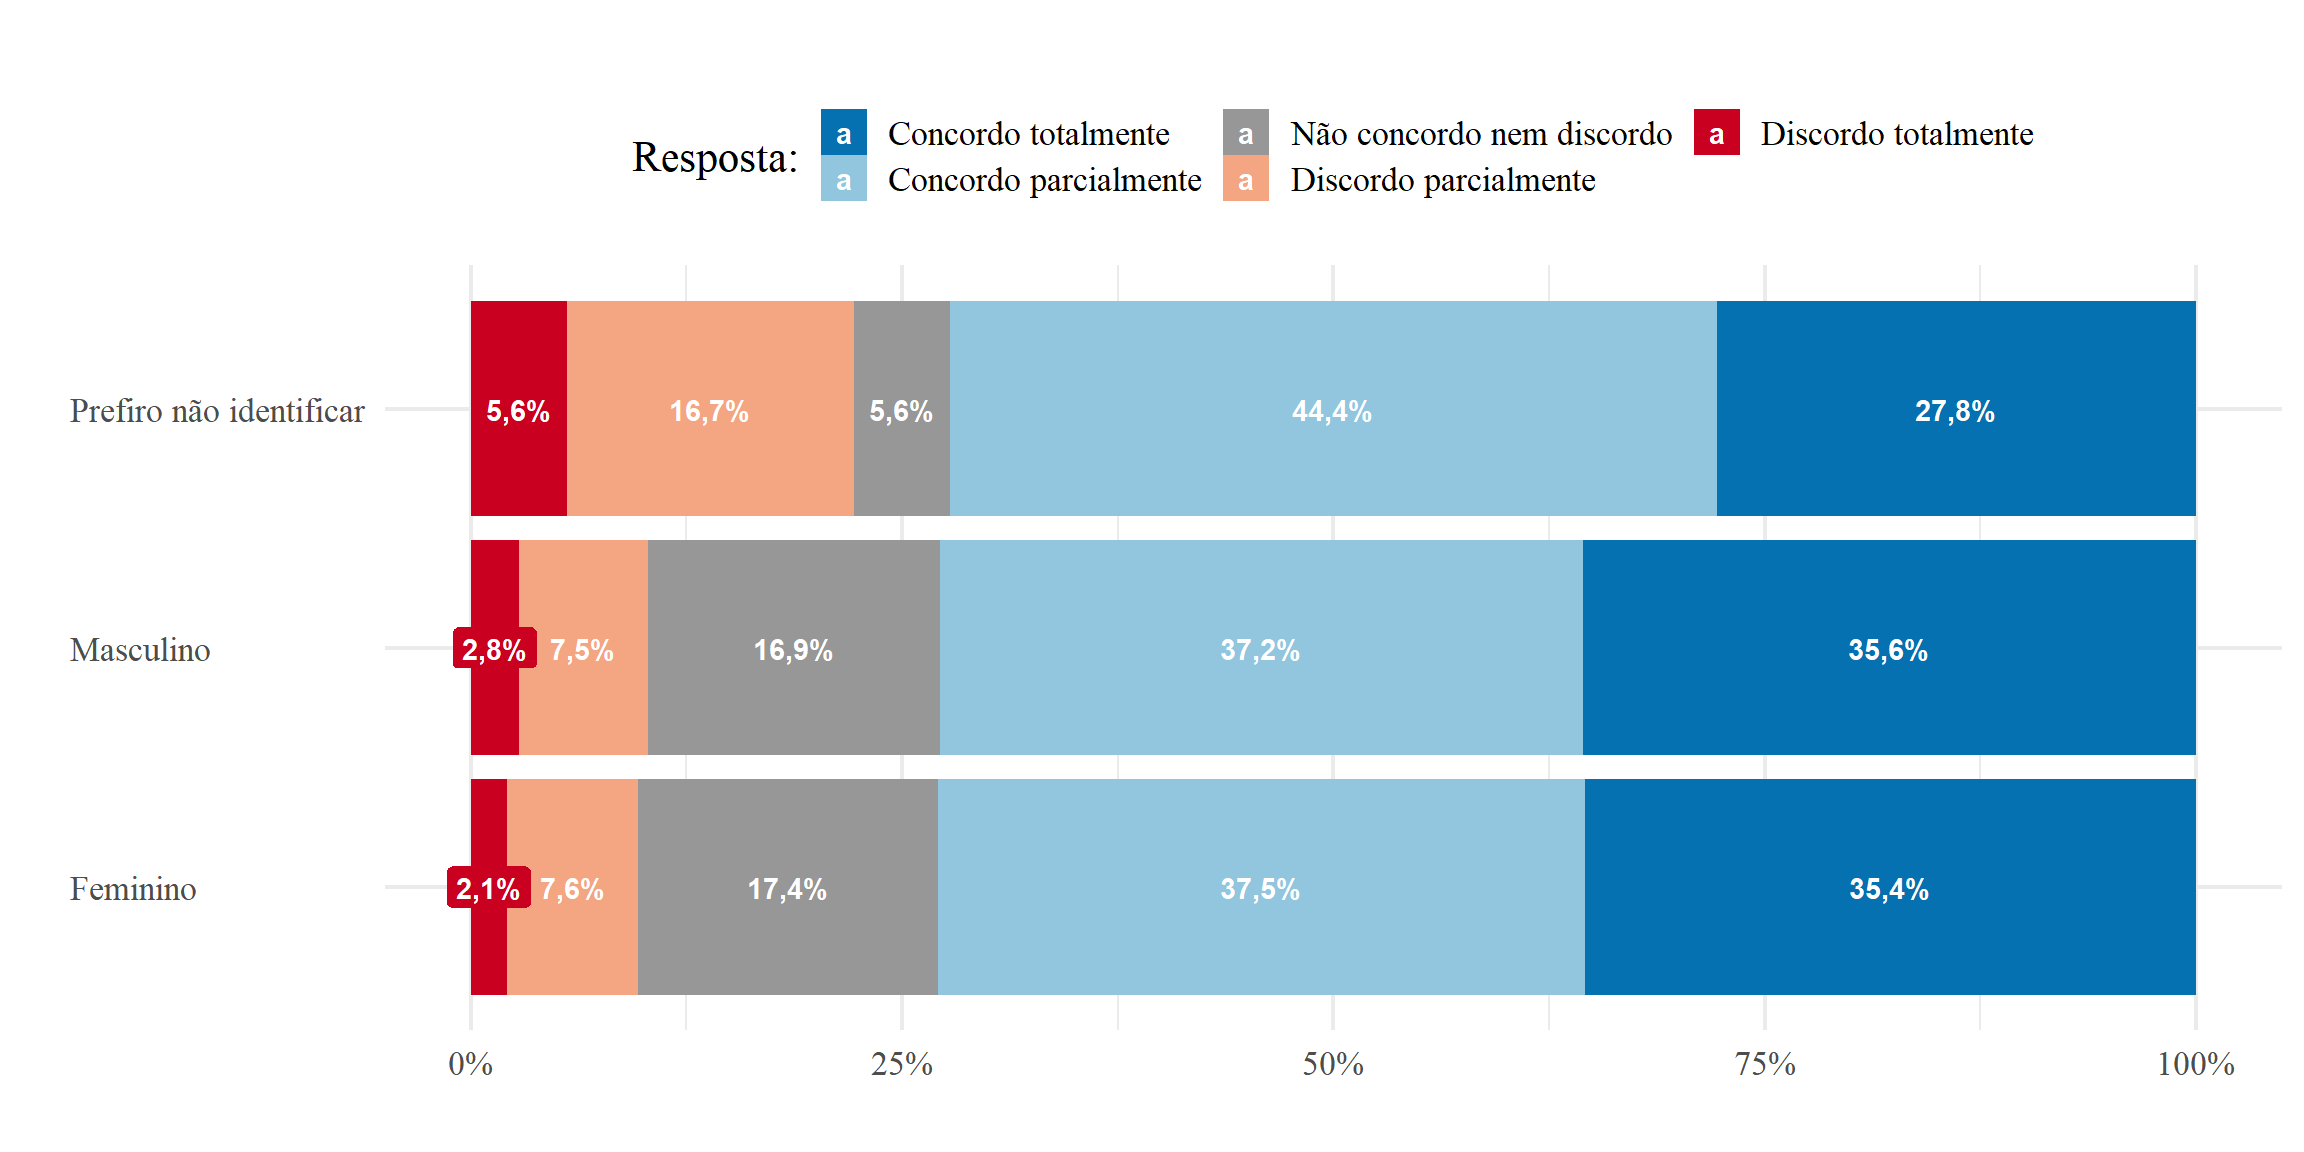 Resposta:
a Concordo totalmente
a Concordo parcialmente
a Não concordo nem discordo
a Discordo parcialmente
a Discordo totalmente
Prefiro não identificar
5,6% 16,7% 5,6% 44,4% 27,8%
Masculino
2,8% 7,5% 16,9% 37,2% 35,6%
Feminino
2,1% 7,6% 17,4% 37,5% 35,4%
0% 25% 50% 75% 100%